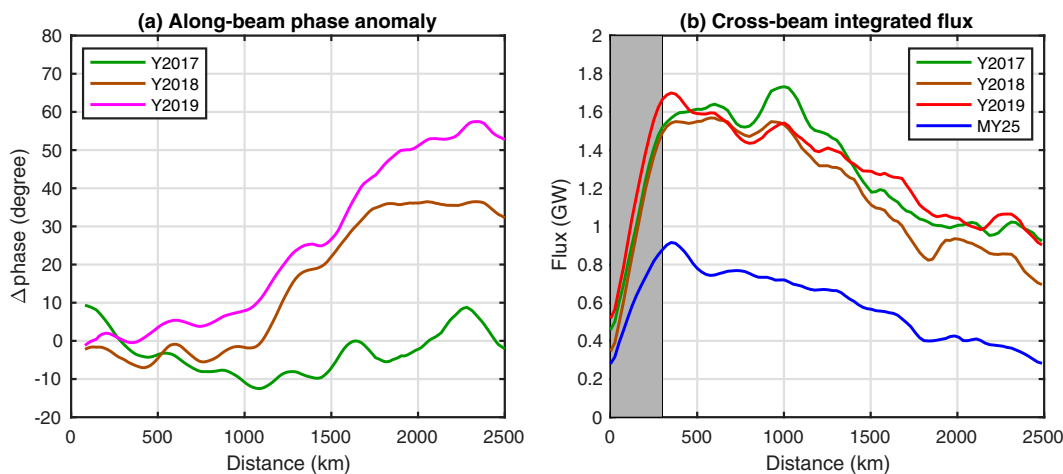 (a) Along-beam phase anomaly
Δphase (degree)
80
70
60
50
40
30
20
10
0
-10
-20
Y2017
Y2018
Y2019
0 500 1000 1500 2000 2500
Distance (km)
(b) Cross-beam integrated flux
Flux (GW)
2
1.8
1.6
1.4
1.2
1
0.8
0.6
0.4
0.2
0
Y2017
Y2018
Y2019
MY25
0 500 1000 1500 2000 2500
Distance (km)